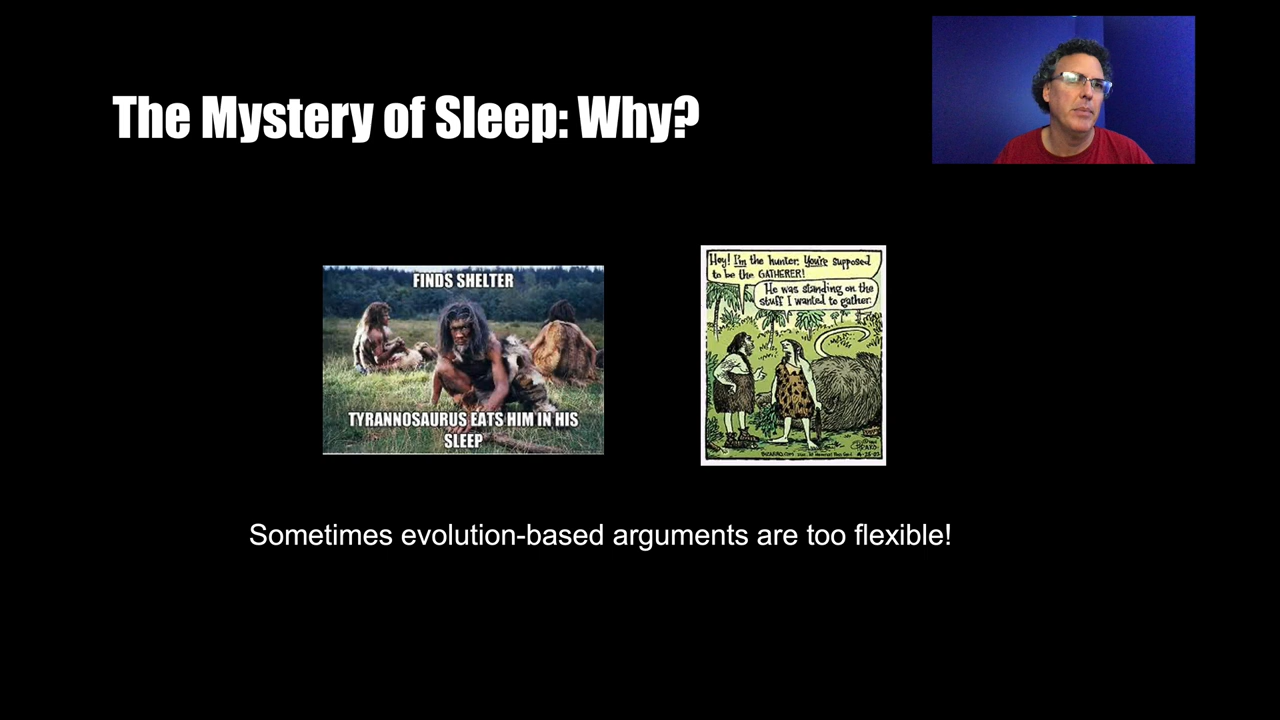 The Mystery of Sleep: Why?
FINDS SHELTER
TYRANNOSAURUS EATS HIM IN HIS
SLEEP
Hey! I'm the hunter. You're supposed
to be the GATHERER!
He was standing on the
stuff I wanted to gather.
Sometimes evolution-based arguments are too flexible!